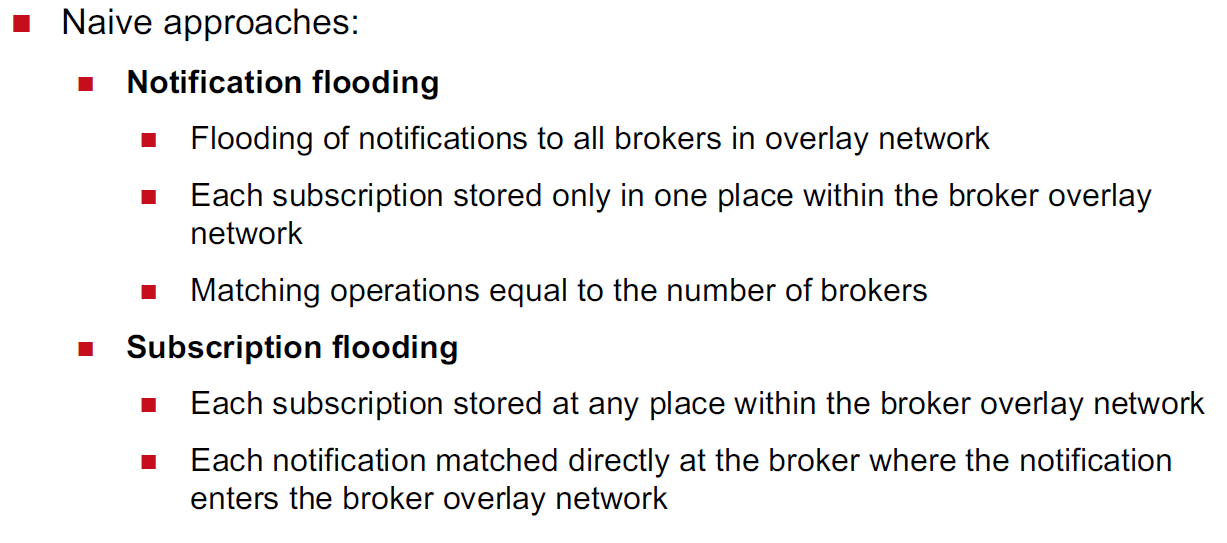 Naive approaches:
Notification flooding
Flooding of notifications to all brokers in overlay network
Each subscription stored only in one place within the broker overlay
network
Matching operations equal to the number of brokers
Subscription flooding
Each subscription stored at any place within the broker overlay network
Each notification matched directly at the broker where the notification
enters the broker overlay network